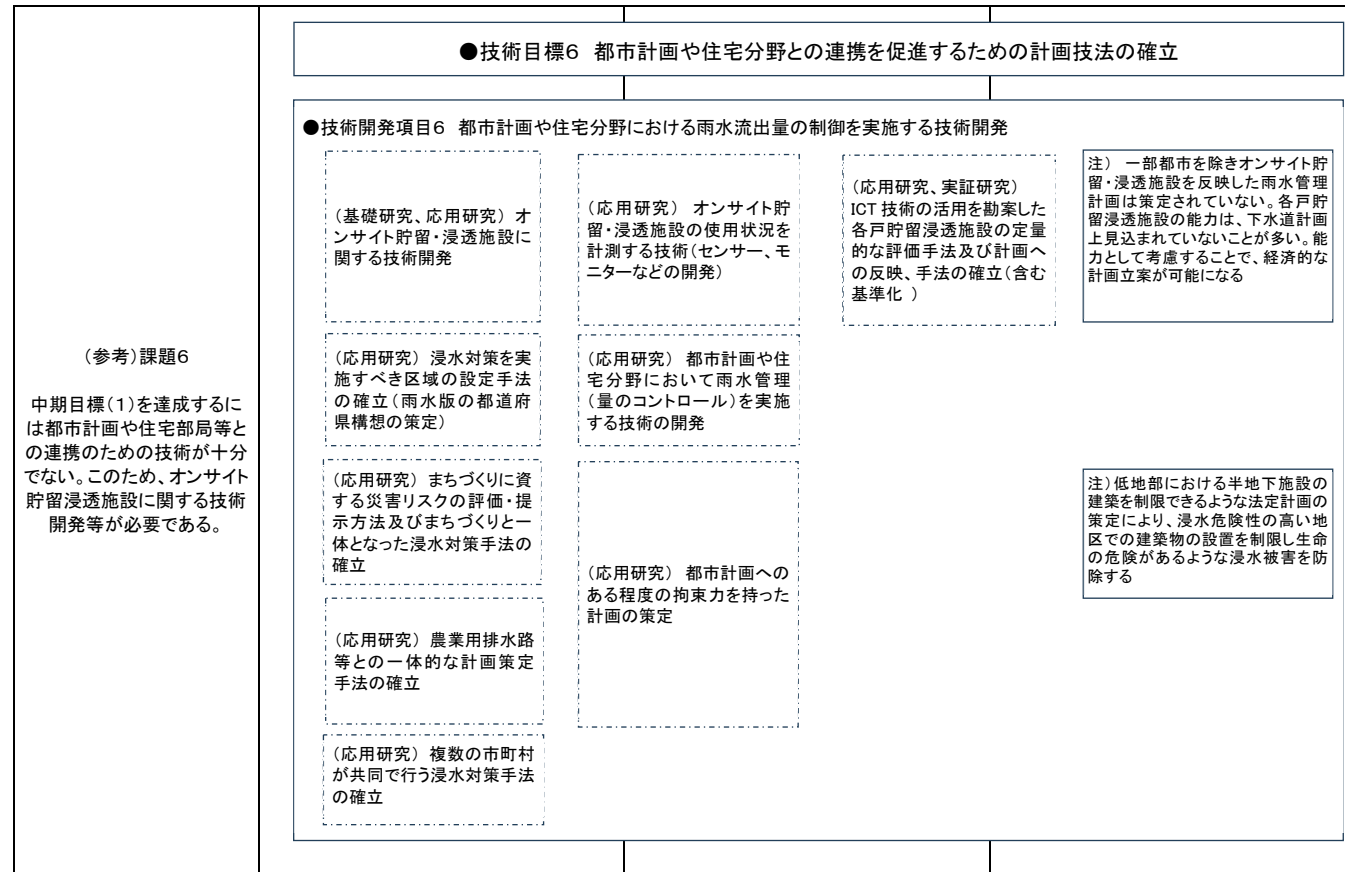 ●技術目標6 都市計画や住宅分野との連携を促進するための計画技法の確立
(参考)課題6
中期目標(1)を達成するに
は都市計画や住宅部局等と
の連携のための技術が十分
でない。このため、オンサイト
貯留浸透施設に関する技術
開発等が必要である。
●技術開発項目6 都市計画や住宅分野における雨水流出量の制御を実施する技術開発
(基礎研究、応用研究) オ
ンサイト貯留・浸透施設に
関する技術開発
(応用研究) オンサイト貯
留・浸透施設の使用状況を
計測する技術(センサー、モ
ニターなどの開発)
(応用研究、実証研究)
ICT 技術の活用を勘案した
各戸貯留浸透施設の定量
的な評価手法及び計画へ
の反映、手法の確立(含む
基準化 )
注) 一部都市を除きオンサイト貯
留・浸透施設を反映した雨水管理
計画は策定されていない。各戸貯
留浸透施設の能力は、下水道計画
上見込まれていないことが多い。能
力として考慮することで、経済的な
計画立案が可能になる
(応用研究) 浸水対策を実
施すべき区域の設定手法
の確立(雨水版の都道府
県構想の策定)
(応用研究) 都市計画や住
宅分野において雨水管理
(量のコントロール)を実施
する技術の開発
(応用研究) まちづくりに資
する災害リスクの評価・提
示方法及びまちづくりと一
体となった浸水対策手法の
確立
(応用研究) 都市計画への
ある程度の拘束力を持った
計画の策定
注)低地部における半地下施設の
建築を制限できるような法定計画の
策定により、浸水危険性の高い地
区での建築物の設置を制限し生命
の危険があるような浸水被害を防
除する
(応用研究) 農業用排水路
等との一体的な計画策定
手法の確立
(応用研究) 複数の市町村
が共同で行う浸水対策手法
の確立